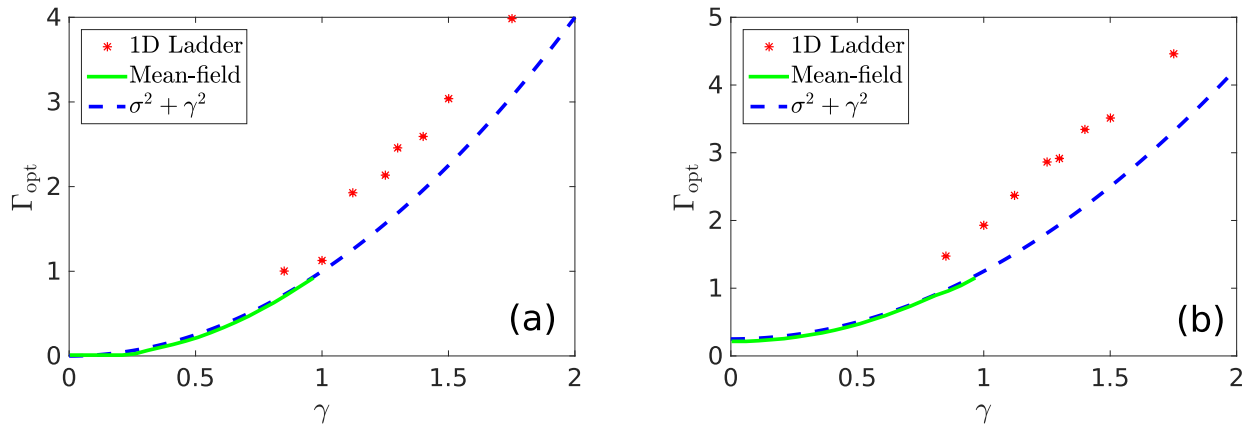 4
3
2
1
0
Γopt
1D Ladder
Mean-field
σ² + γ²
(a)
0 0.5 1 1.5 2
γ
5
4
3
2
1
0
Γopt
1D Ladder
Mean-field
σ² + γ²
(b)
0 0.5 1 1.5 2
γ